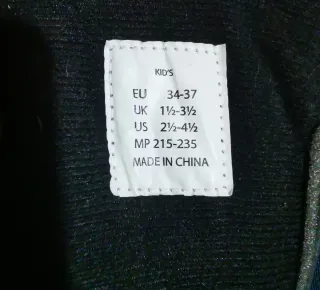 KID'S
EU 34-37
UK 1½-3½
US 2½-4½
MP 215-235
MADE IN CHINA